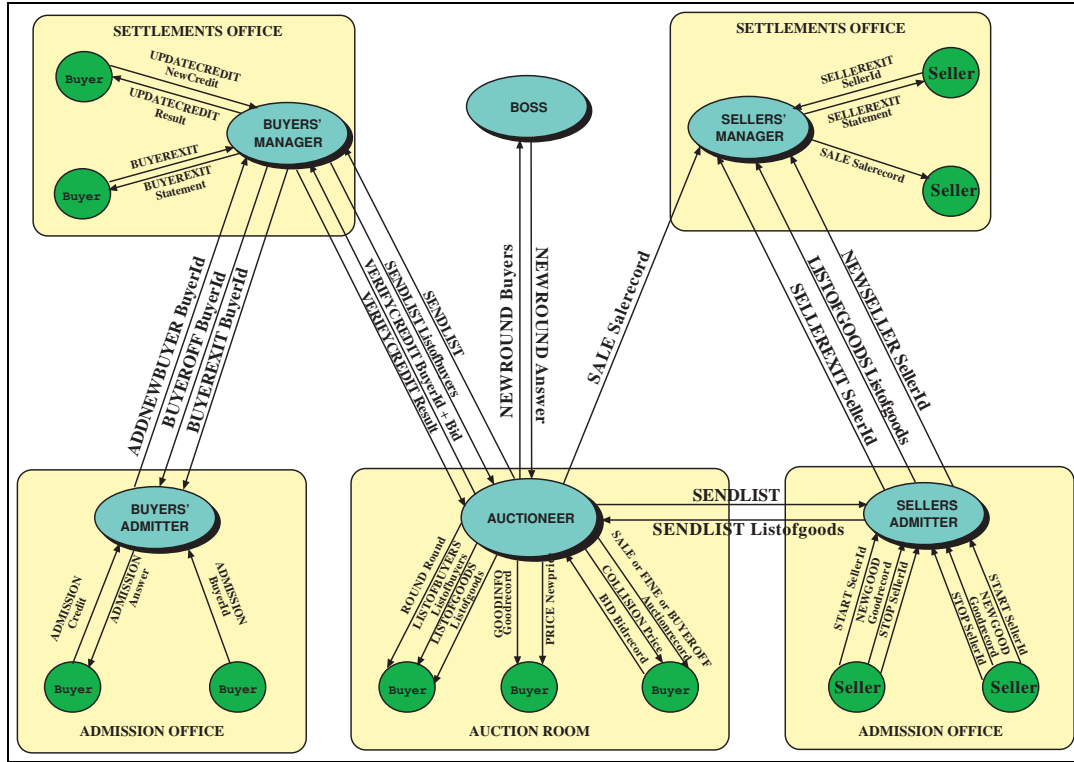 SETTLEMENTS OFFICE
Buyer
UPDATECREDIT
NewCredit
UPDATECREDIT
Result
BUYERS'
MANAGER
Buyer
BUYEREXIT
BUYEREXIT
Statement
BOSS
SETTLEMENTS OFFICE
SELLERS'
MANAGER
SELLEREXIT
SellerId
SELLEREXIT
Statement
Seller
SALE Salerecord
Seller
ADDNEWBUYER BuyerId
BUYEROFF BuyerId
BUYEREXIT BuyerId
SENDLIST
SENDLIST Listofbuyers
VERIFYCREDIT BuyerId + Bid
VERIFYCREDIT Result
NEWROUND Buyers
NEWROUND Answer
SALE Salerecord
NEWSELLER SellerId
LISTOFGOODS Listofgoods
SELLEREXIT SellerId
BUYERS'
ADMITTER
ADMISSION
Credit
ADMISSION
Answer
ADMISSION
BuyerId
Buyer
Buyer
ADMISSION OFFICE
AUCTIONEER
SENDLIST
SENDLIST Listofgoods
ROUND Round
LISTOFBUYERS
Listofbuyers
LISTOFGOODS
Listofgoods
GOODINFO
Goodrecord
PRICE Newprice
SALE or FINE or BUYEROFF
Auctionrecord
COLLISION Price
BID Bidrecord
Buyer
Buyer
Buyer
AUCTION ROOM
SELLERS
ADMITTER
START SellerId
NEWGOOD
Goodrecord
STOP SellerId
START SellerId
NEWGOOD
Goodrecord
STOP SellerId
Seller
Seller
ADMISSION OFFICE